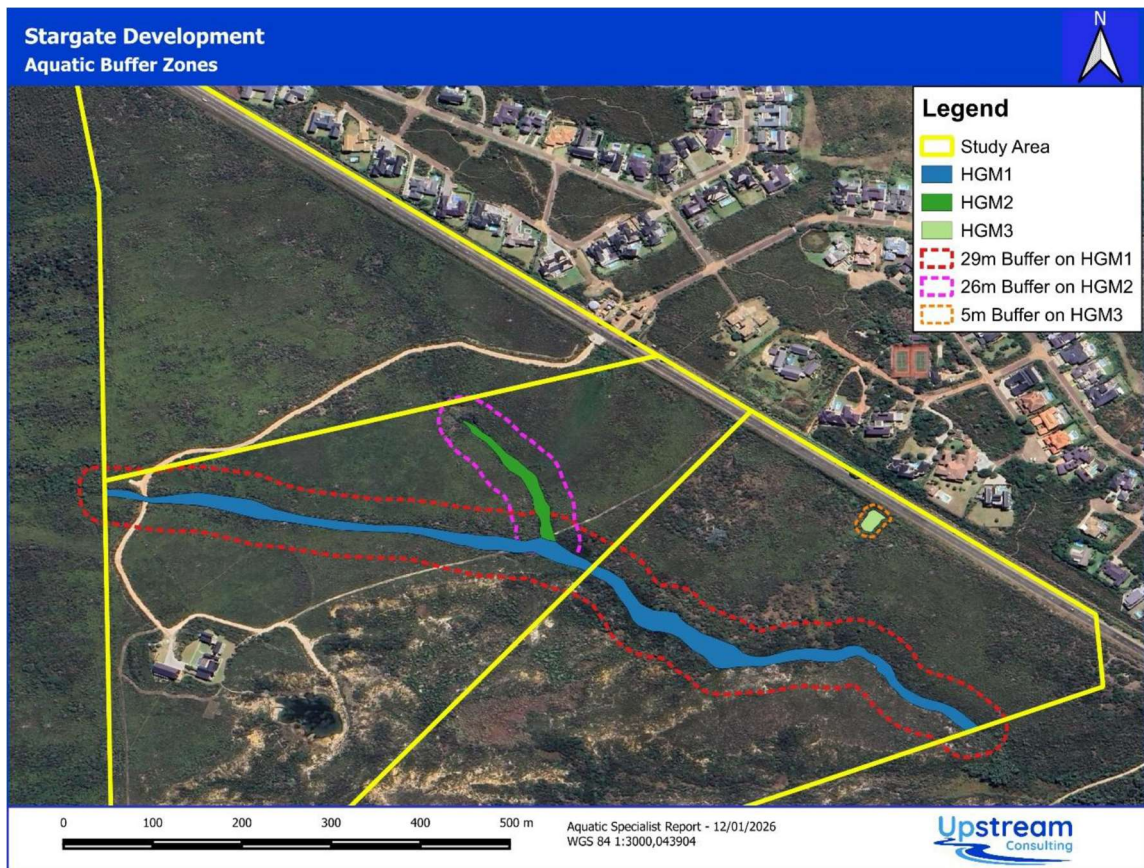 Stargate Development
Aquatic Buffer Zones
N
Legend
Study Area
HGM1
HGM2
HGM3
29m Buffer on HGM1
26m Buffer on HGM2
5m Buffer on HGM3
0 100 200 300 400 500 m
Aquatic Specialist Report - 12/01/2026
WGS 84 1:3000,043904
Upstream
Consulting